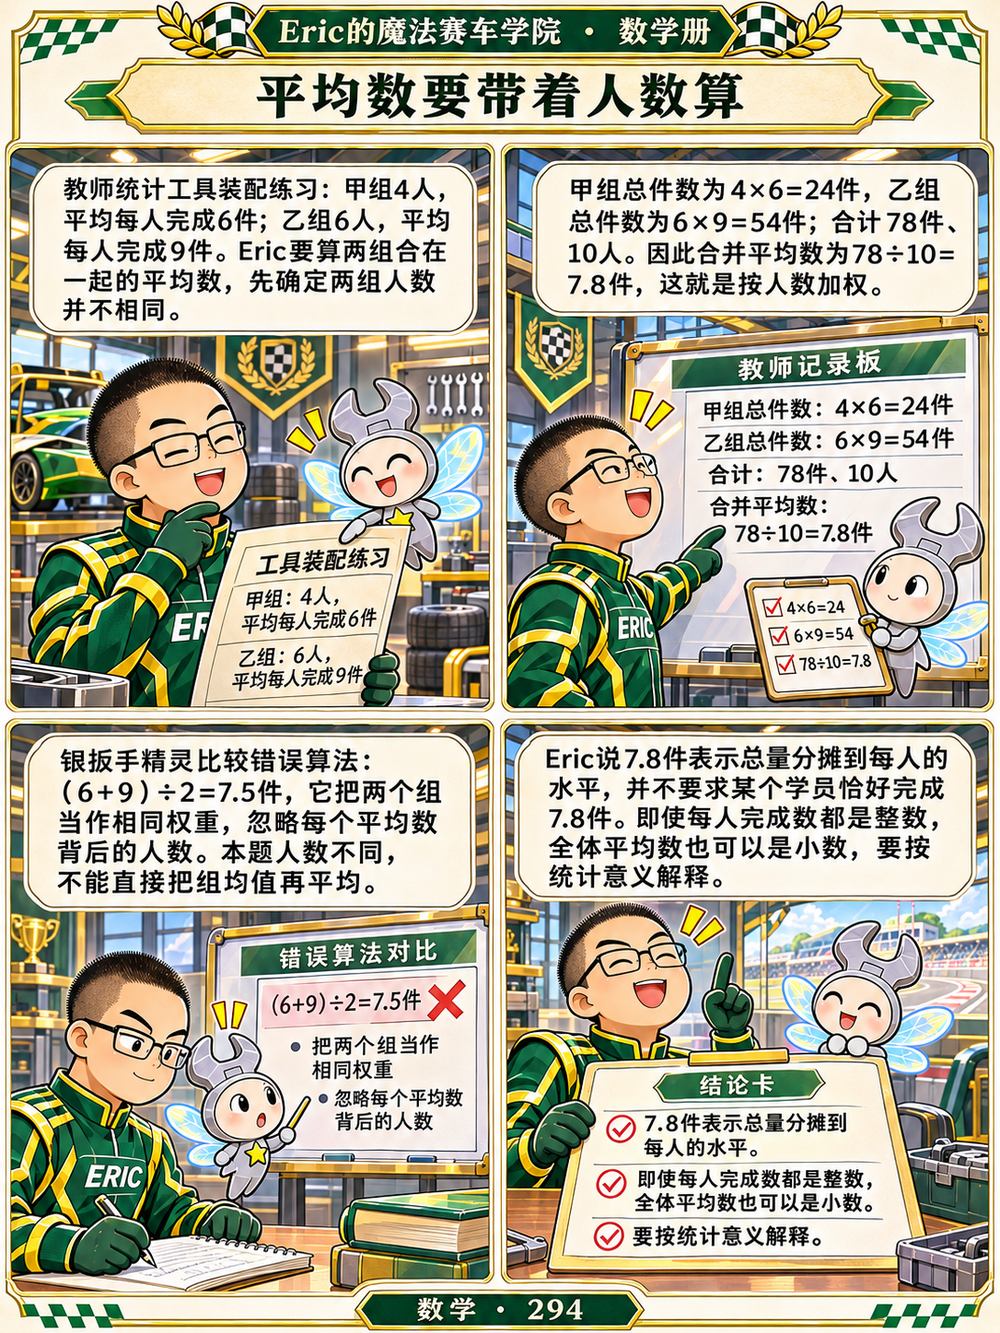 Eric的魔法赛车学院 · 数学册
平均数要带着人数算
教师统计工具装配练习：甲组4人，
平均每人完成6件；乙组6人，平均
每人完成9件。Eric要算两组合在
一起的平均数，先确定两组人数
并不相同。
工具装配练习
甲组：4人，
平均每人完成6件
乙组：6人，
平均每人完成9件
ERIC
甲组总件数为4×6=24件，乙组
总件数为6×9=54件；合计78件、
10人。因此合并平均数为78÷10=
7.8件，这就是按人数加权。
教师记录板
甲组总件数：4×6=24件
乙组总件数：6×9=54件
合计：78件、10人
合并平均数：
78÷10=7.8件
4×6=24
6×9=54
78÷10=7.8
ERIC
银扳手精灵比较错误算法：
（6+9）÷2=7.5件，它把两个组
当作相同权重，忽略每个平均数
背后的人数。本题人数不同，
不能直接把组均值再平均。
错误算法对比
(6+9)÷2=7.5件
• 把两个组当作
相同权重
• 忽略每个平均数
背后的人数
ERIC
Eric说7.8件表示总量分摊到每人的
水平，并不要求某个学员恰好完成
7.8件。即使每人完成数都是整数，
全体平均数也可以是小数，要按
统计意义解释。
结论卡
7.8件表示总量分摊到
每人的水平。
即使每人完成数都是整数，
全体平均数也可以是小数。
要按统计意义解释。
数学 · 294